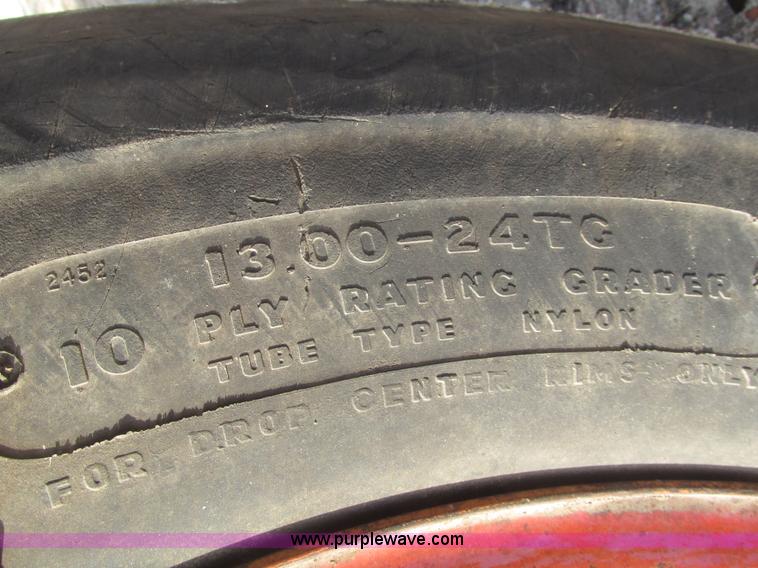 13.00-24TG
2452
10 PLY RATING GRADER
TUBE TYPE NYLON
FOR DROP CENTER RIMS ONLY
www.purplewave.com